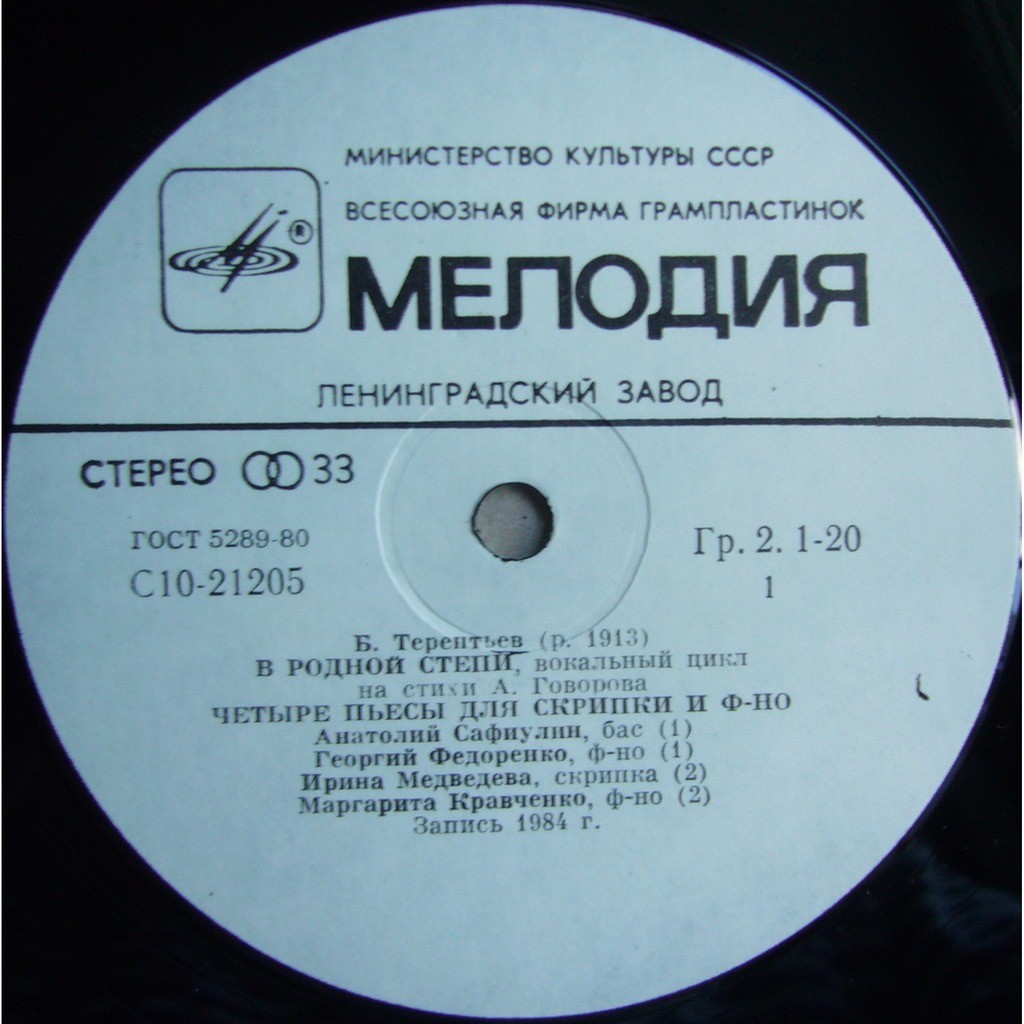 МИНИСТЕРСТВО КУЛЬТУРЫ СССР
ВСЕСОЮЗНАЯ ФИРМА ГРАМПЛАСТИНОК
®
МЕЛОДИЯ
ЛЕНИНГРАДСКИЙ ЗАВОД
СТЕРЕО 33
ГОСТ 5289-80
Гр. 2. 1-20
С10-21205
1
Б. Терентьев (р. 1913)
В РОДНОЙ СТЕПИ, вокальный цикл
на стихи А. Говорова
ЧЕТЫРЕ ПЬЕСЫ ДЛЯ СКРИПКИ И Ф-НО
Анатолий Сафиулин, бас (1)
Георгий Федоренко, ф-но (1)
Ирина Медведева, скрипка (2)
Маргарита Кравченко, ф-но (2)
Запись 1984 г.